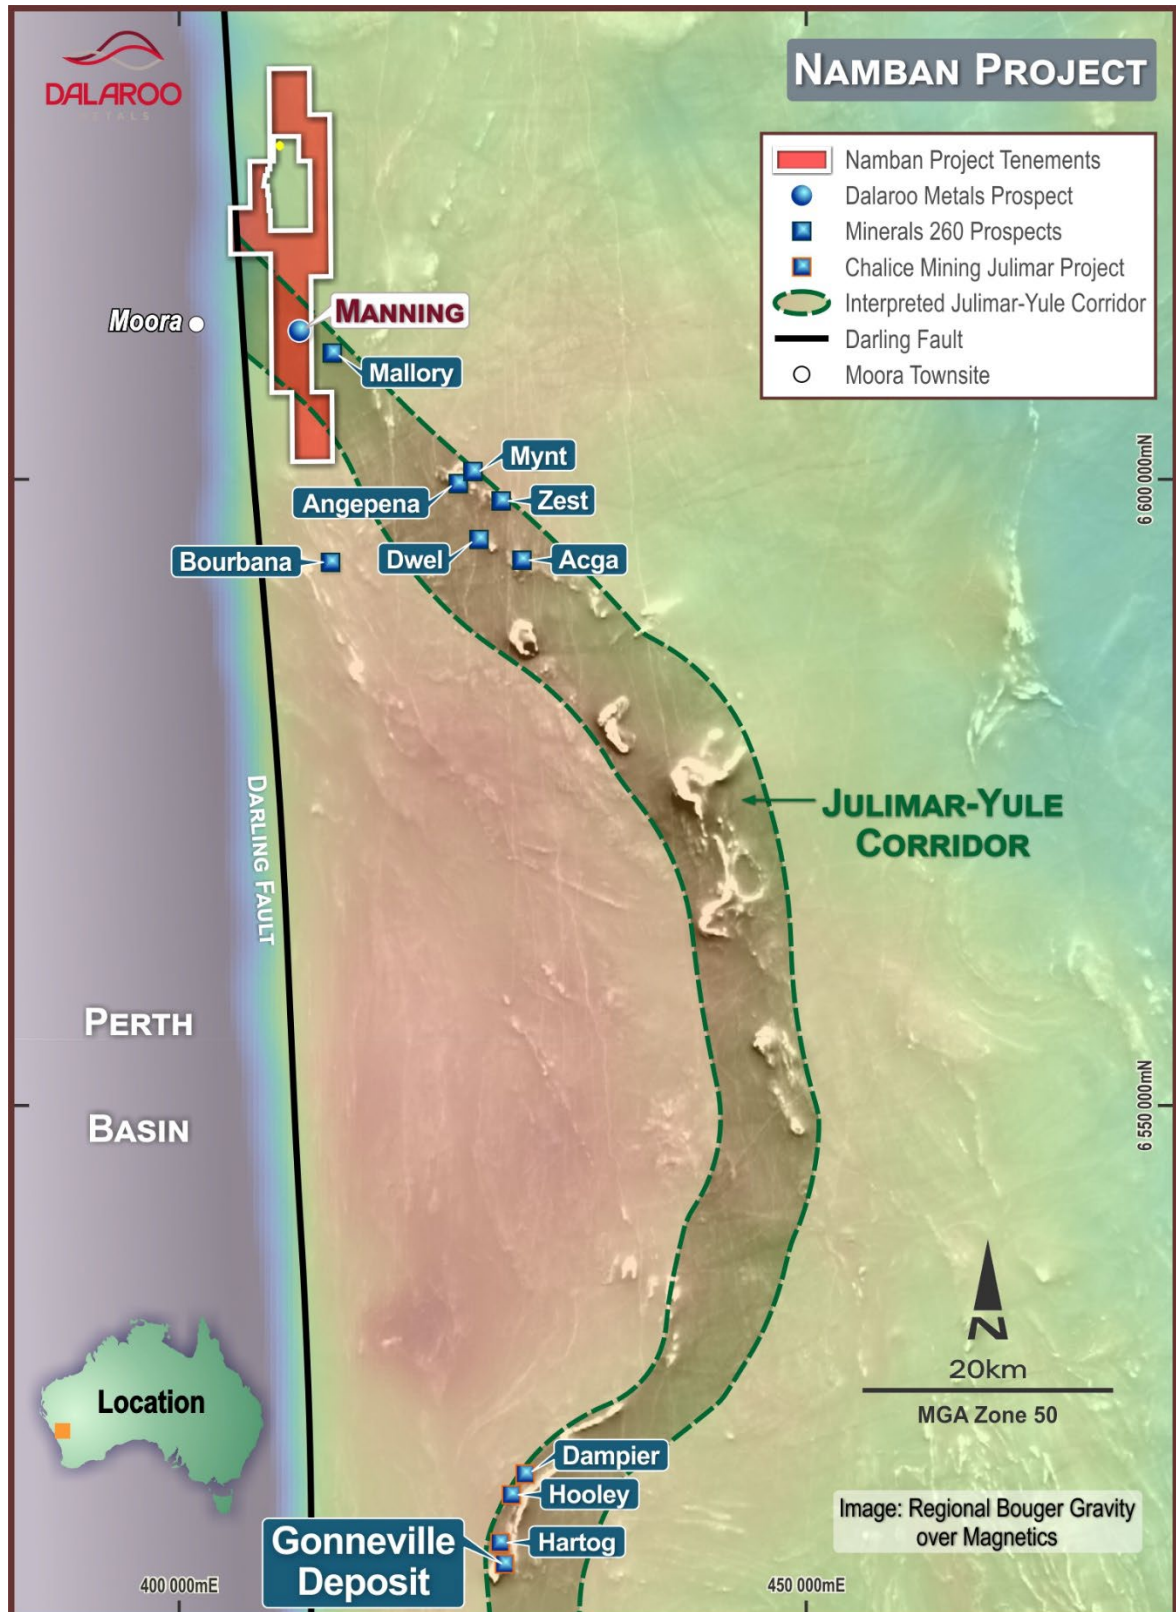 DALAROO
METALS
NAMBAN PROJECT
Namban Project Tenements
Dalaroo Metals Prospect
Minerals 260 Prospects
Chalice Mining Julimar Project
Interpreted Julimar-Yule Corridor
Darling Fault
Moora Townsite
Moora
MANNING
Mallory
Mynt
Angepena
Zest
6 600 000mN
Bourbana
Dwel
Acga
DARLING FAULT
JULIMAR-YULE
CORRIDOR
PERTH
BASIN
6 550 000mN
N
20km
MGA Zone 50
Location
Dampier
Hooley
Hartog
Gonneville
Deposit
Image: Regional Bouger Gravity
over Magnetics
400 000mE
450 000mE